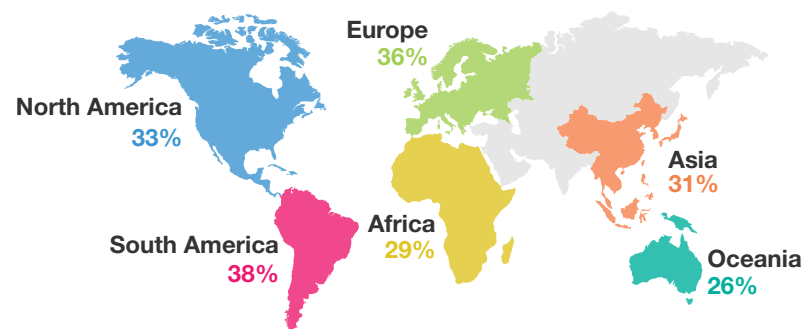 Europe
36%
North America
33%
Asia
31%
Africa
29%
South America
38%
Oceania
26%